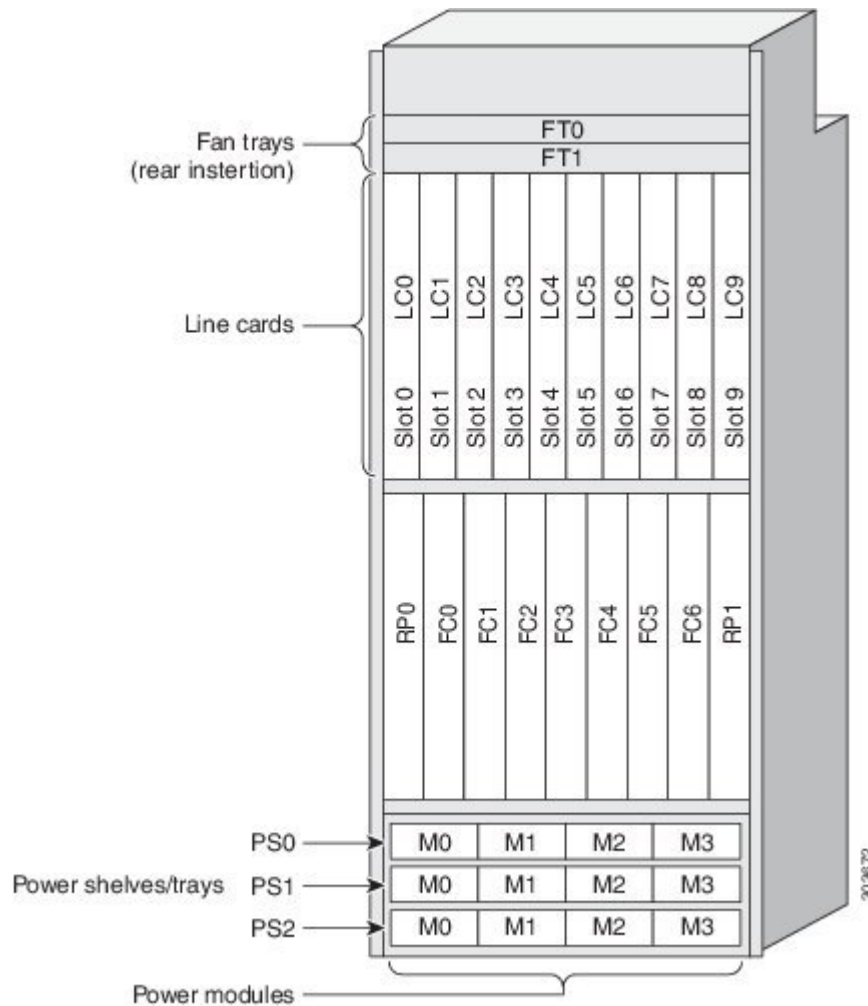 FT0
Fan trays
(rear instertion)
FT1
LC0 LC1 LC2 LC3 LC4 LC5 LC6 LC7 LC8 LC9
Line cards
Slot 0 Slot 1 Slot 2 Slot 3 Slot 4 Slot 5 Slot 6 Slot 7 Slot 8 Slot 9
RP0 FC0 FC1 FC2 FC3 FC4 FC5 FC6 RP1
PS0 M0 M1 M2 M3
Power shelves/trays PS1 M0 M1 M2 M3
PS2 M0 M1 M2 M3
Power modules